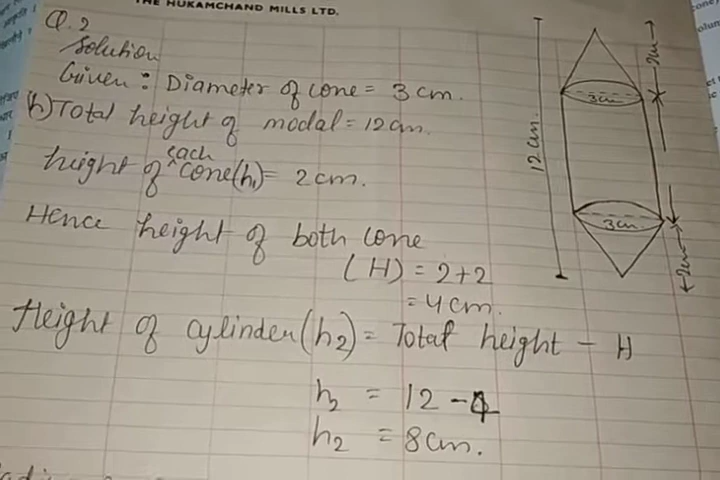 THE HUKAMCHAND MILLS LTD.
Q. 2
Solution
Given : Diameter of cone = 3 cm.
(h) Total height of modal = 12 cm.
height of each cone (h1) = 2 cm.
Hence height of both cone
(H) = 2+2
= 4 cm.
Height of cylinder (h2) = Total height - H
h2 = 12 - 4
h2 = 8 cm.
12 cm.
2cm
3cm
3cm
2cm